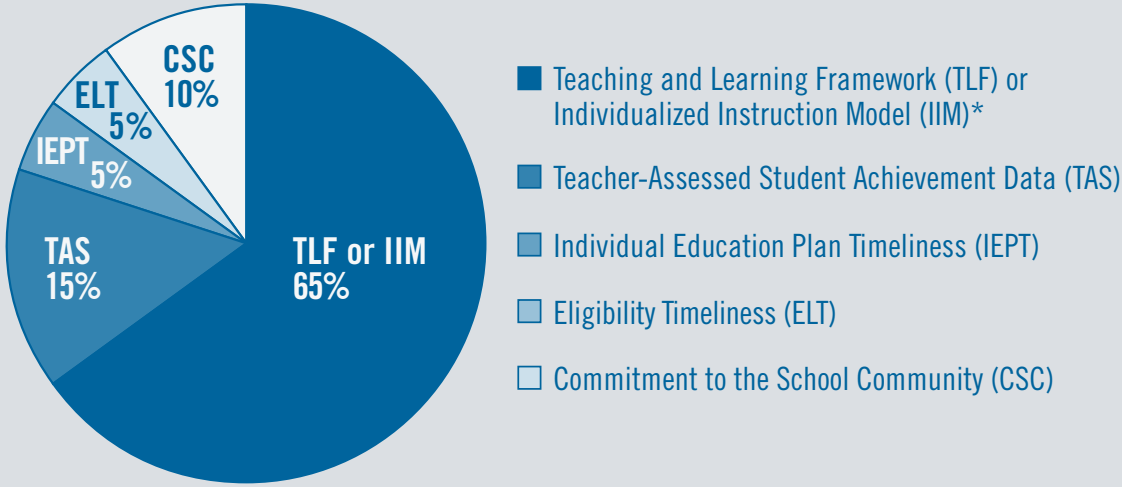 CSC
10%
ELT
5%
IEPT
5%
TAS
15%
TLF or IIM
65%
Teaching and Learning Framework (TLF) or
Individualized Instruction Model (IIM)*
Teacher-Assessed Student Achievement Data (TAS)
Individual Education Plan Timeliness (IEPT)
Eligibility Timeliness (ELT)
Commitment to the School Community (CSC)